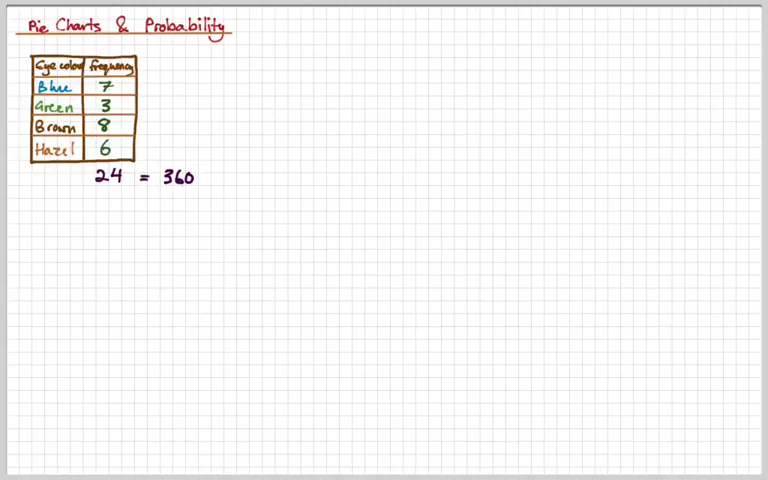 Pie Charts & Probability
Eye colour frequency
Blue 7
Green 3
Brown 8
Hazel 6
24 = 360